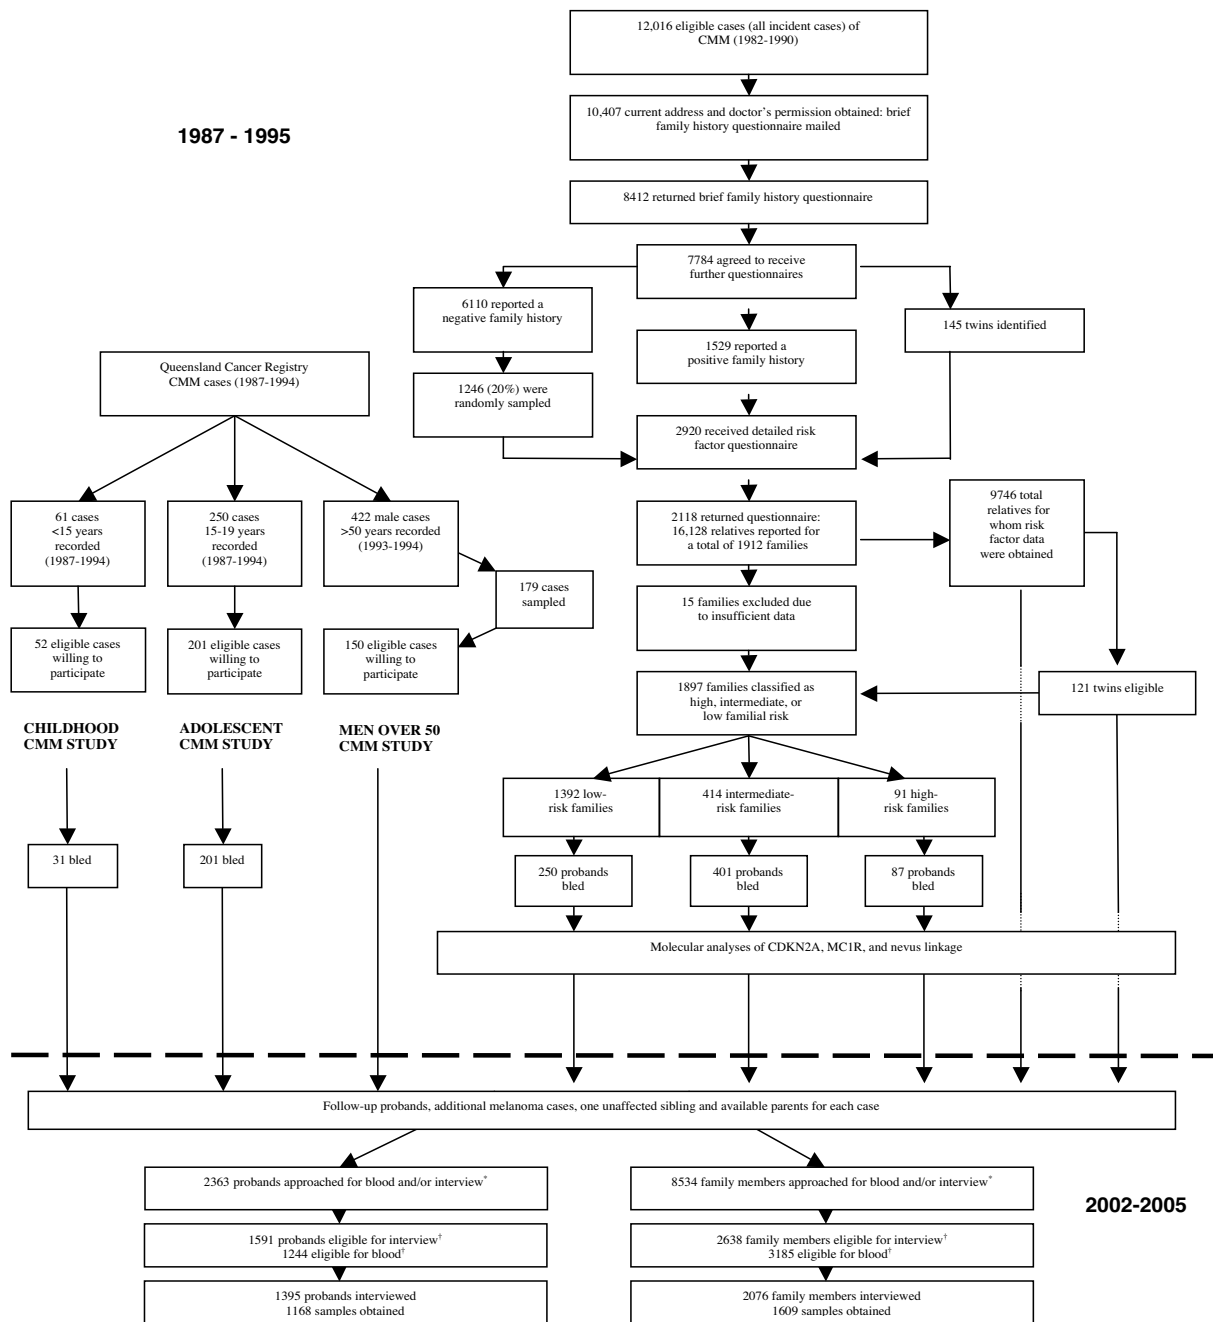 12,016 eligible cases (all incident cases) of
CMM (1982-1990)
1987 - 1995
10,407 current address and doctor's permission obtained: brief
family history questionnaire mailed
8412 returned brief family history questionnaire
7784 agreed to receive
further questionnaires
6110 reported a
negative family history
145 twins identified
1529 reported a
positive family history
Queensland Cancer Registry
CMM cases (1987-1994)
1246 (20%) were
randomly sampled
2920 received detailed risk
factor questionnaire
61 cases
<15 years
recorded
(1987-1994)
250 cases
15-19 years
recorded
(1987-1994)
422 male cases
>50 years recorded
(1993-1994)
2118 returned questionnaire:
16,128 relatives reported for
a total of 1912 families
9746 total
relatives for
whom risk
factor data
were obtained
179 cases
sampled
15 families excluded due
to insufficient data
52 eligible cases
willing to
participate
201 eligible cases
willing to
participate
150 eligible cases
willing to
participate
1897 families classified as
high, intermediate, or
low familial risk
121 twins eligible
CHILDHOOD
CMM STUDY
ADOLESCENT
CMM STUDY
MEN OVER 50
CMM STUDY
1392 low-
risk families
414 intermediate-
risk families
91 high-
risk families
31 bled
201 bled
250 probands
bled
401 probands
bled
87 probands
bled
Molecular analyses of CDKN2A, MC1R, and nevus linkage
Follow-up probands, additional melanoma cases, one unaffected sibling and available parents for each case
2363 probands approached for blood and/or interview*
8534 family members approached for blood and/or interview*
2002-2005
1591 probands eligible for interview†
1244 eligible for blood†
2638 family members eligible for interview†
3185 eligible for blood†
1395 probands interviewed
1168 samples obtained
2076 family members interviewed
1609 samples obtained